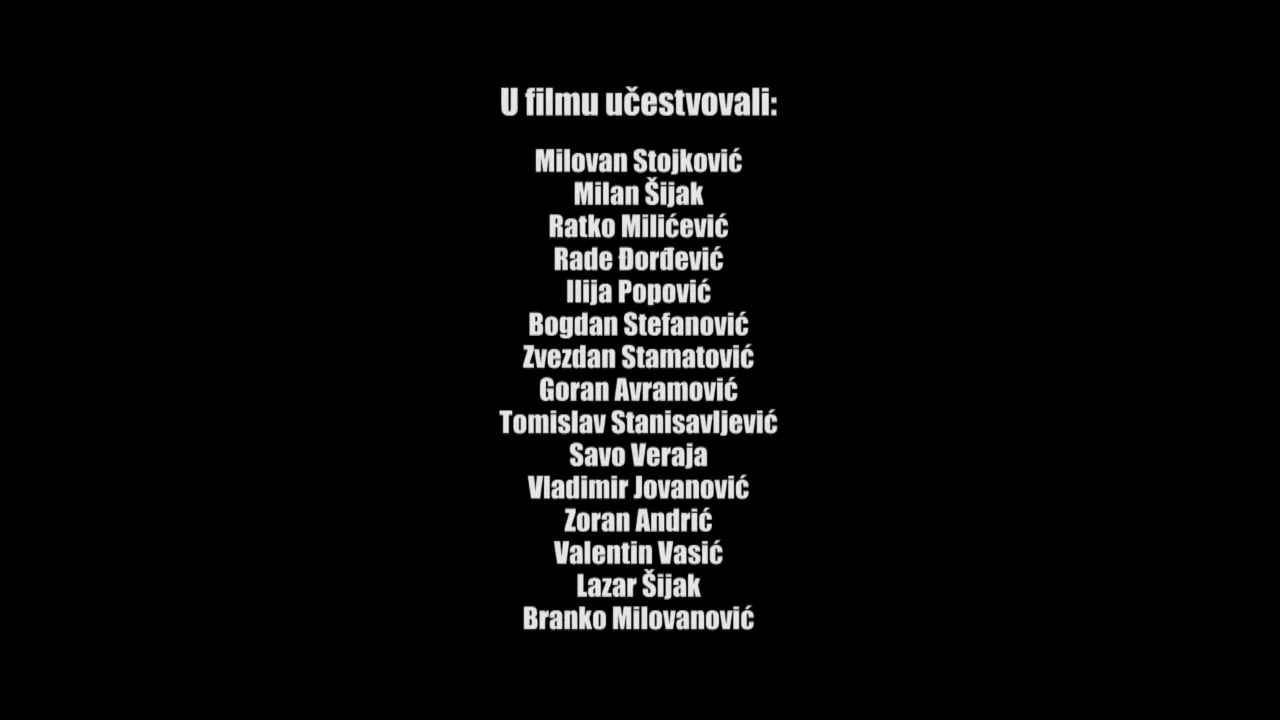 U filmu učestvovali:
Milovan Stojković
Milan Šijak
Ratko Milićević
Rade Đorđević
Ilija Popović
Bogdan Stefanović
Zvezdan Stamatović
Goran Avramović
Tomislav Stanisavljević
Savo Veraja
Vladimir Jovanović
Zoran Andrić
Valentin Vasić
Lazar Šijak
Branko Milovanović